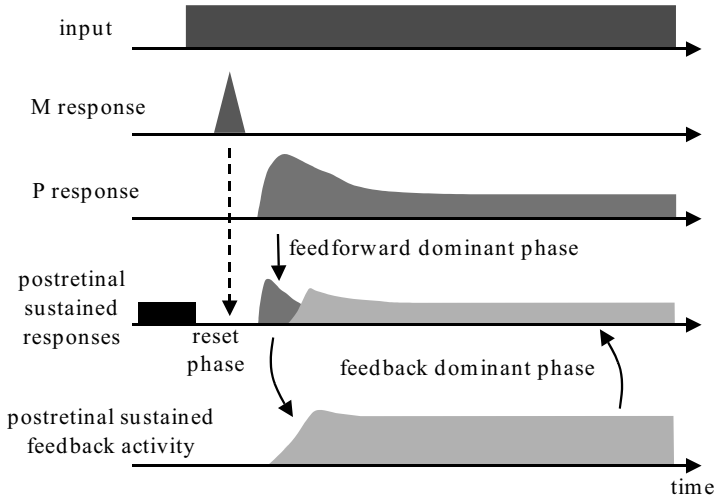 input
M response
P response
feedforward dominant phase
postretinal
sustained
responses
reset
phase
feedback dominant phase
postretinal sustained
feedback activity
time